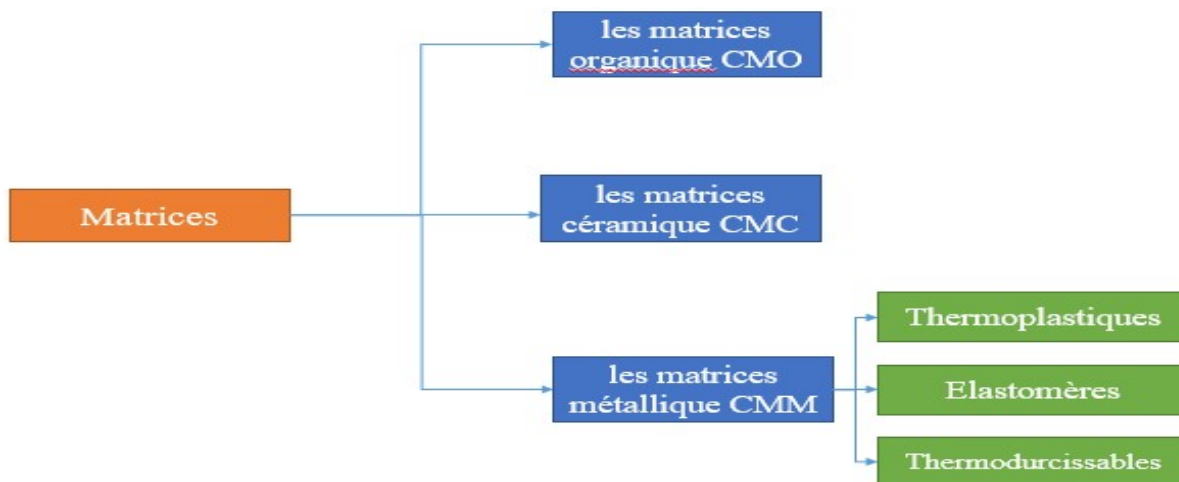 les matrices
organique CMO
Matrices
les matrices
céramique CMC
les matrices
métallique CMM
Thermoplastiques
Elastomères
Thermodurcissables